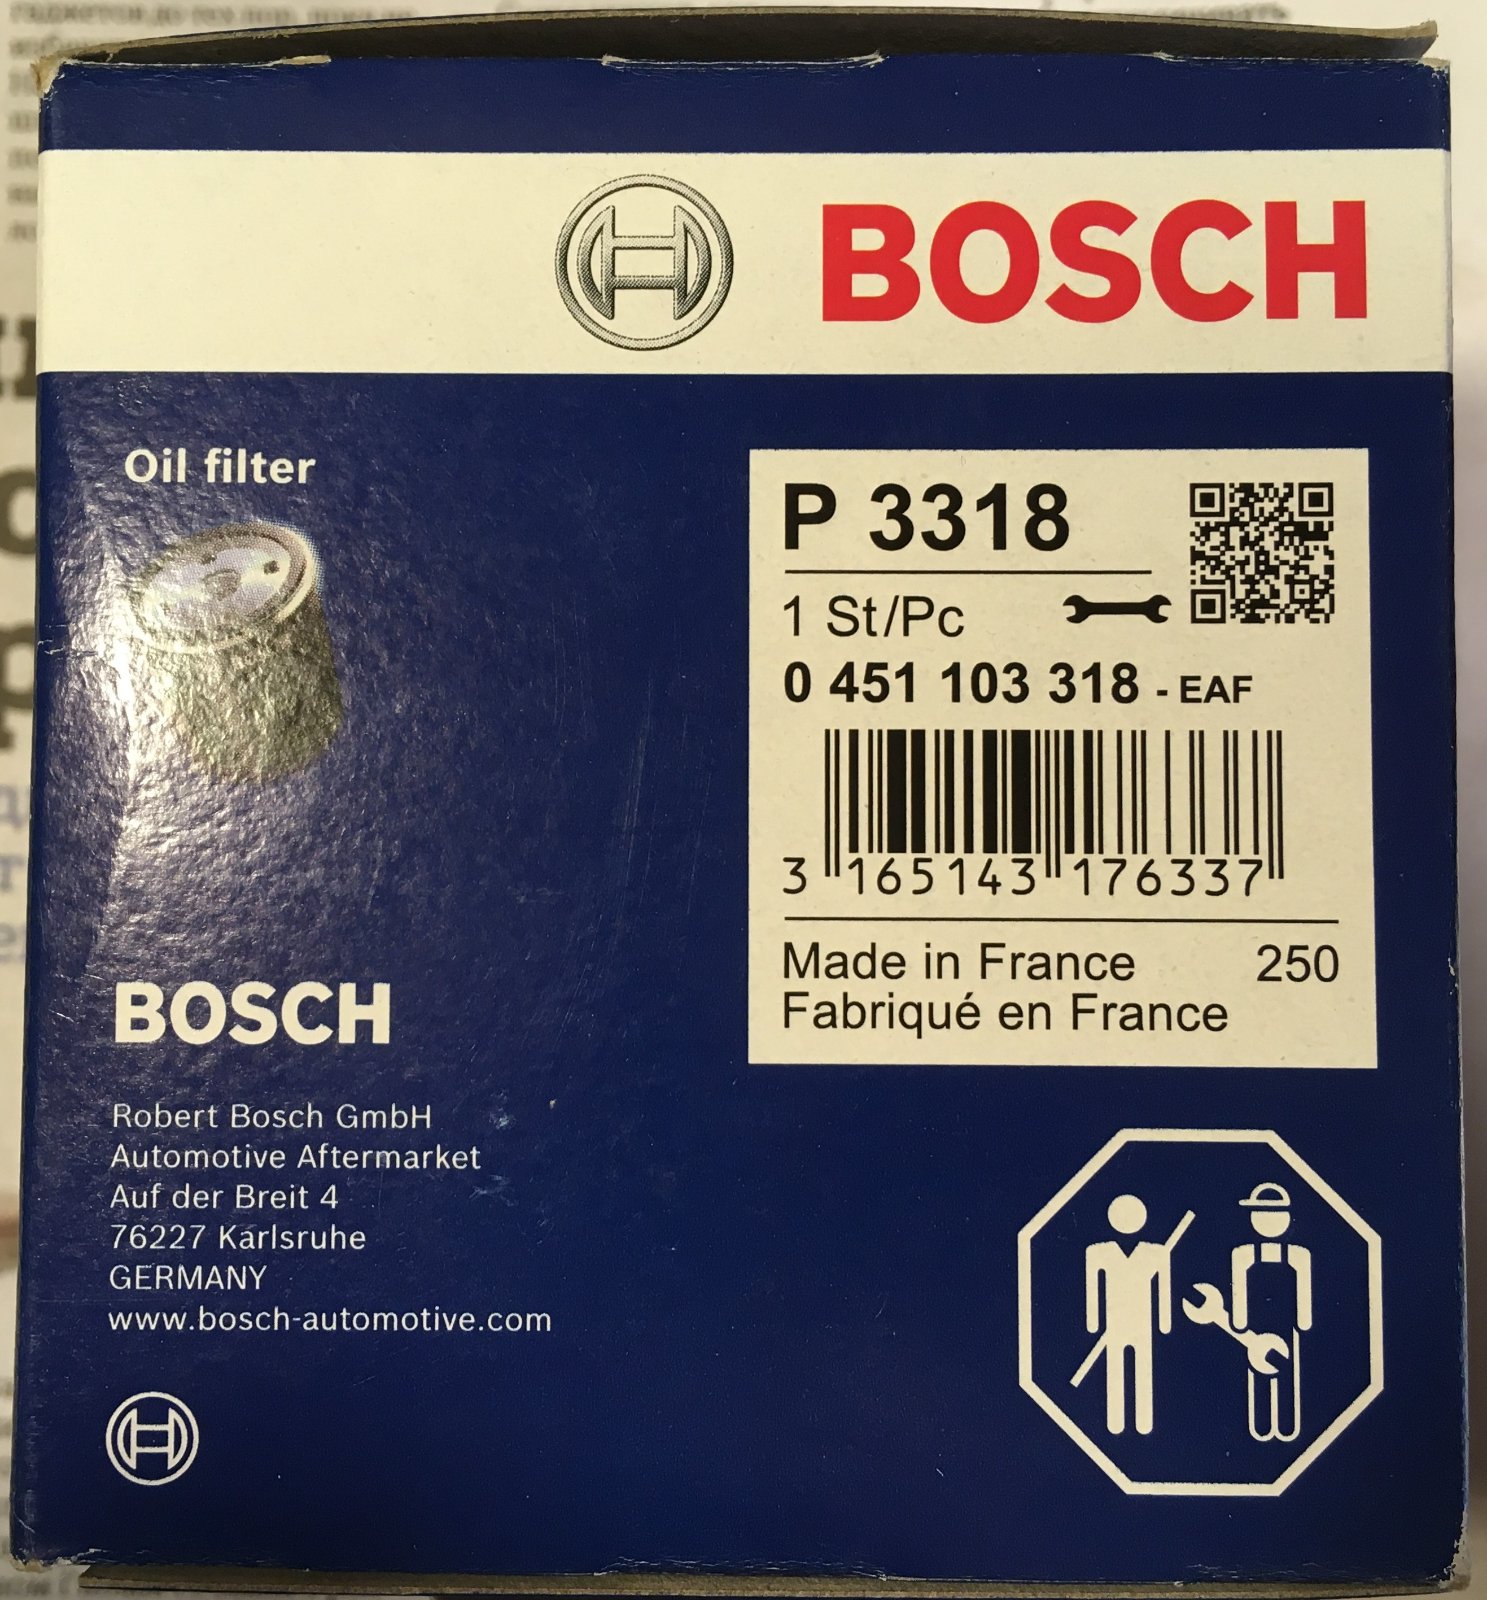 BOSCH
Oil filter
P 3318
1 St/Pc
0 451 103 318 - EAF
3 165143 176337
Made in France 250
Fabriqué en France
BOSCH
Robert Bosch GmbH
Automotive Aftermarket
Auf der Breit 4
76227 Karlsruhe
GERMANY
www.bosch-automotive.com